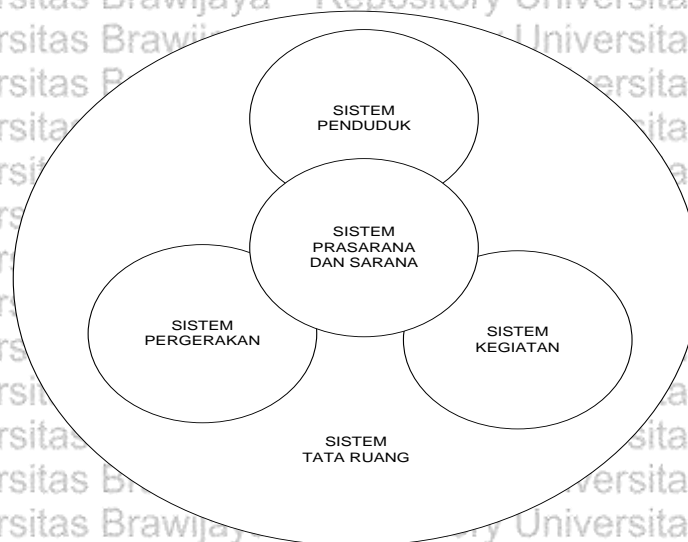 SISTEM
PENDUDUK
SISTEM
PRASARANA
DAN SARANA
SISTEM
PERGERAKAN
SISTEM
KEGIATAN
SISTEM
TATA RUANG